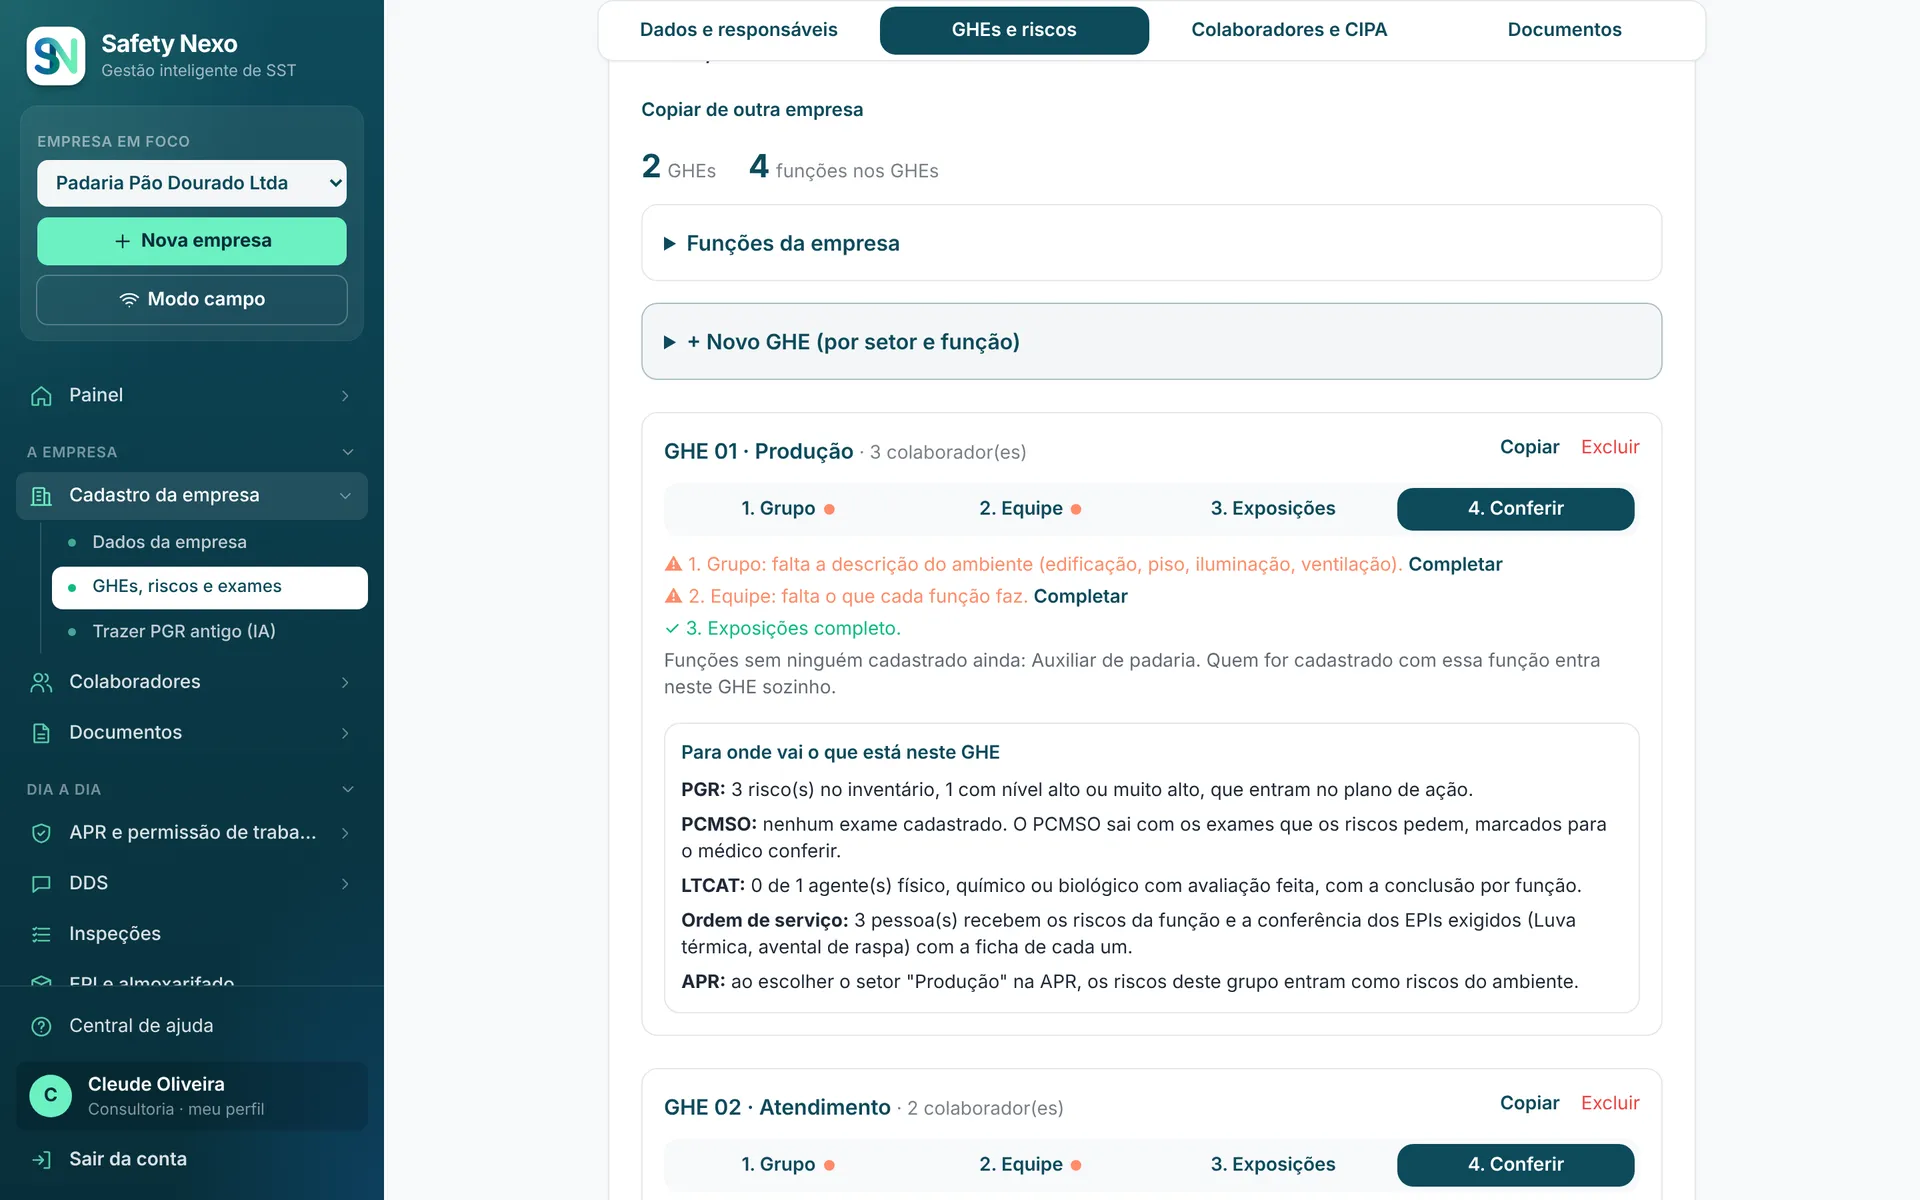 Safety Nexo
Gestão inteligente de SST
EMPRESA EM FOCO
Padaria Pão Dourado Ltda
+ Nova empresa
Modo campo
Painel
A EMPRESA
Cadastro da empresa
Dados da empresa
GHEs, riscos e exames
Trazer PGR antigo (IA)
Colaboradores
Documentos
DIA A DIA
APR e permissão de traba...
DDS
Inspeções
EPI e almoxarifado
Central de ajuda
C
Cleude Oliveira
Consultoria · meu perfil
Sair da conta
Dados e responsáveis
GHEs e riscos
Colaboradores e CIPA
Documentos
Copiar de outra empresa
2 GHEs 4 funções nos GHEs
Funções da empresa
+ Novo GHE (por setor e função)
GHE 01 · Produção · 3 colaborador(es)
Copiar Excluir
1. Grupo
2. Equipe
3. Exposições
4. Conferir
1. Grupo: falta a descrição do ambiente (edificação, piso, iluminação, ventilação). Completar
2. Equipe: falta o que cada função faz. Completar
3. Exposições completo.
Funções sem ninguém cadastrado ainda: Auxiliar de padaria. Quem for cadastrado com essa função entra
neste GHE sozinho.
Para onde vai o que está neste GHE
PGR: 3 risco(s) no inventário, 1 com nível alto ou muito alto, que entram no plano de ação.
PCMSO: nenhum exame cadastrado. O PCMSO sai com os exames que os riscos pedem, marcados para
o médico conferir.
LTCAT: 0 de 1 agente(s) físico, químico ou biológico com avaliação feita, com a conclusão por função.
Ordem de serviço: 3 pessoa(s) recebem os riscos da função e a conferência dos EPIs exigidos (Luva
térmica, avental de raspa) com a ficha de cada um.
APR: ao escolher o setor "Produção" na APR, os riscos deste grupo entram como riscos do ambiente.
GHE 02 · Atendimento · 2 colaborador(es)
Copiar Excluir
1. Grupo
2. Equipe
3. Exposições
4. Conferir